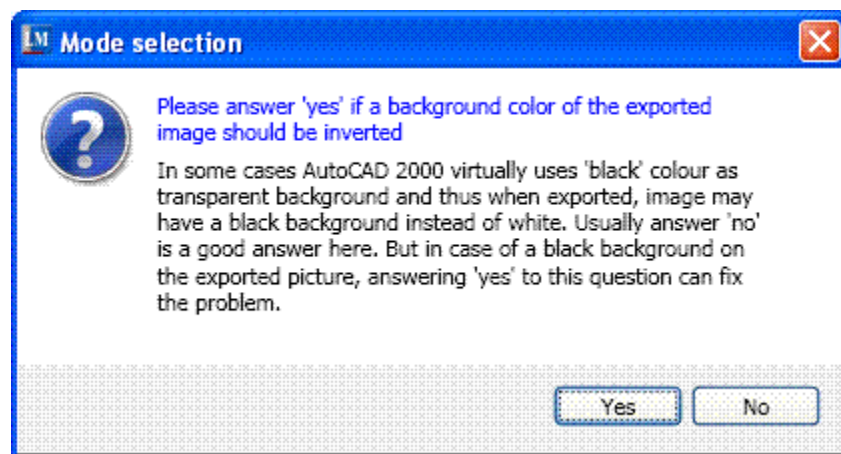 LM Mode selection
Please answer 'yes' if a background color of the exported
image should be inverted
In some cases AutoCAD 2000 virtually uses 'black' colour as
transparent background and thus when exported, image may
have a black background instead of white. Usually answer 'no'
is a good answer here. But in case of a black background on
the exported picture, answering 'yes' to this question can fix
the problem.
Yes No